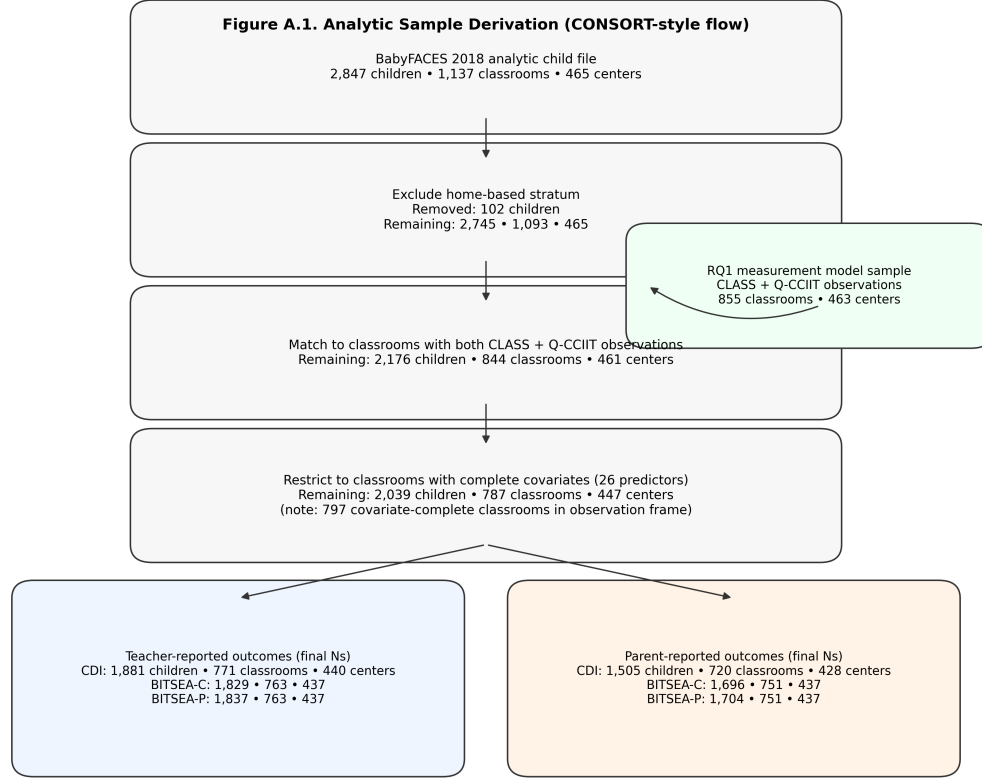 Figure A.1. Analytic Sample Derivation (CONSORT-style flow)
BabyFACES 2018 analytic child file
2,847 children • 1,137 classrooms • 465 centers
Exclude home-based stratum
Removed: 102 children
Remaining: 2,745 • 1,093 • 465
RQ1 measurement model sample
CLASS + Q-CCIIT observations
855 classrooms • 463 centers
Match to classrooms with both CLASS + Q-CCIIT observations
Remaining: 2,176 children • 844 classrooms • 461 centers
Restrict to classrooms with complete covariates (26 predictors)
Remaining: 2,039 children • 787 classrooms • 447 centers
(note: 797 covariate-complete classrooms in observation frame)
Teacher-reported outcomes (final Ns)
CDI: 1,881 children • 771 classrooms • 440 centers
BITSEA-C: 1,829 • 763 • 437
BITSEA-P: 1,837 • 763 • 437
Parent-reported outcomes (final Ns)
CDI: 1,505 children • 720 classrooms • 428 centers
BITSEA-C: 1,696 • 751 • 437
BITSEA-P: 1,704 • 751 • 437